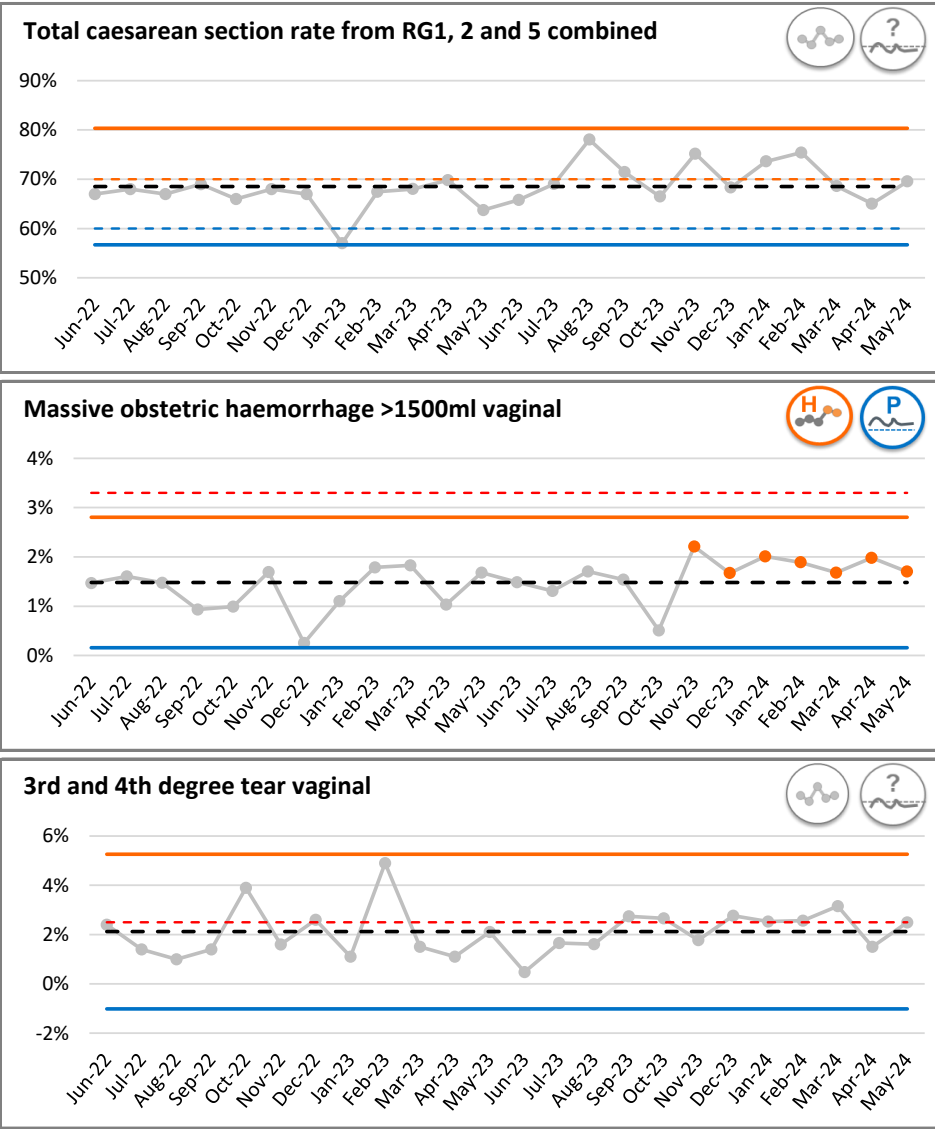 Total caesarean section rate from RG1, 2 and 5 combined
?
90%
80%
70%
60%
50%
Jun-22 Jul-22 Aug-22 Sep-22 Oct-22 Nov-22 Dec-22 Jan-23 Feb-23 Mar-23 Apr-23 May-23 Jun-23 Jul-23 Aug-23 Sep-23 Oct-23 Nov-23 Dec-23 Jan-24 Feb-24 Mar-24 Apr-24 May-24
Massive obstetric haemorrhage >1500ml vaginal
H P
4%
3%
2%
1%
0%
Jun-22 Jul-22 Aug-22 Sep-22 Oct-22 Nov-22 Dec-22 Jan-23 Feb-23 Mar-23 Apr-23 May-23 Jun-23 Jul-23 Aug-23 Sep-23 Oct-23 Nov-23 Dec-23 Jan-24 Feb-24 Mar-24 Apr-24 May-24
3rd and 4th degree tear vaginal
?
6%
4%
2%
0%
-2%
Jun-22 Jul-22 Aug-22 Sep-22 Oct-22 Nov-22 Dec-22 Jan-23 Feb-23 Mar-23 Apr-23 May-23 Jun-23 Jul-23 Aug-23 Sep-23 Oct-23 Nov-23 Dec-23 Jan-24 Feb-24 Mar-24 Apr-24 May-24